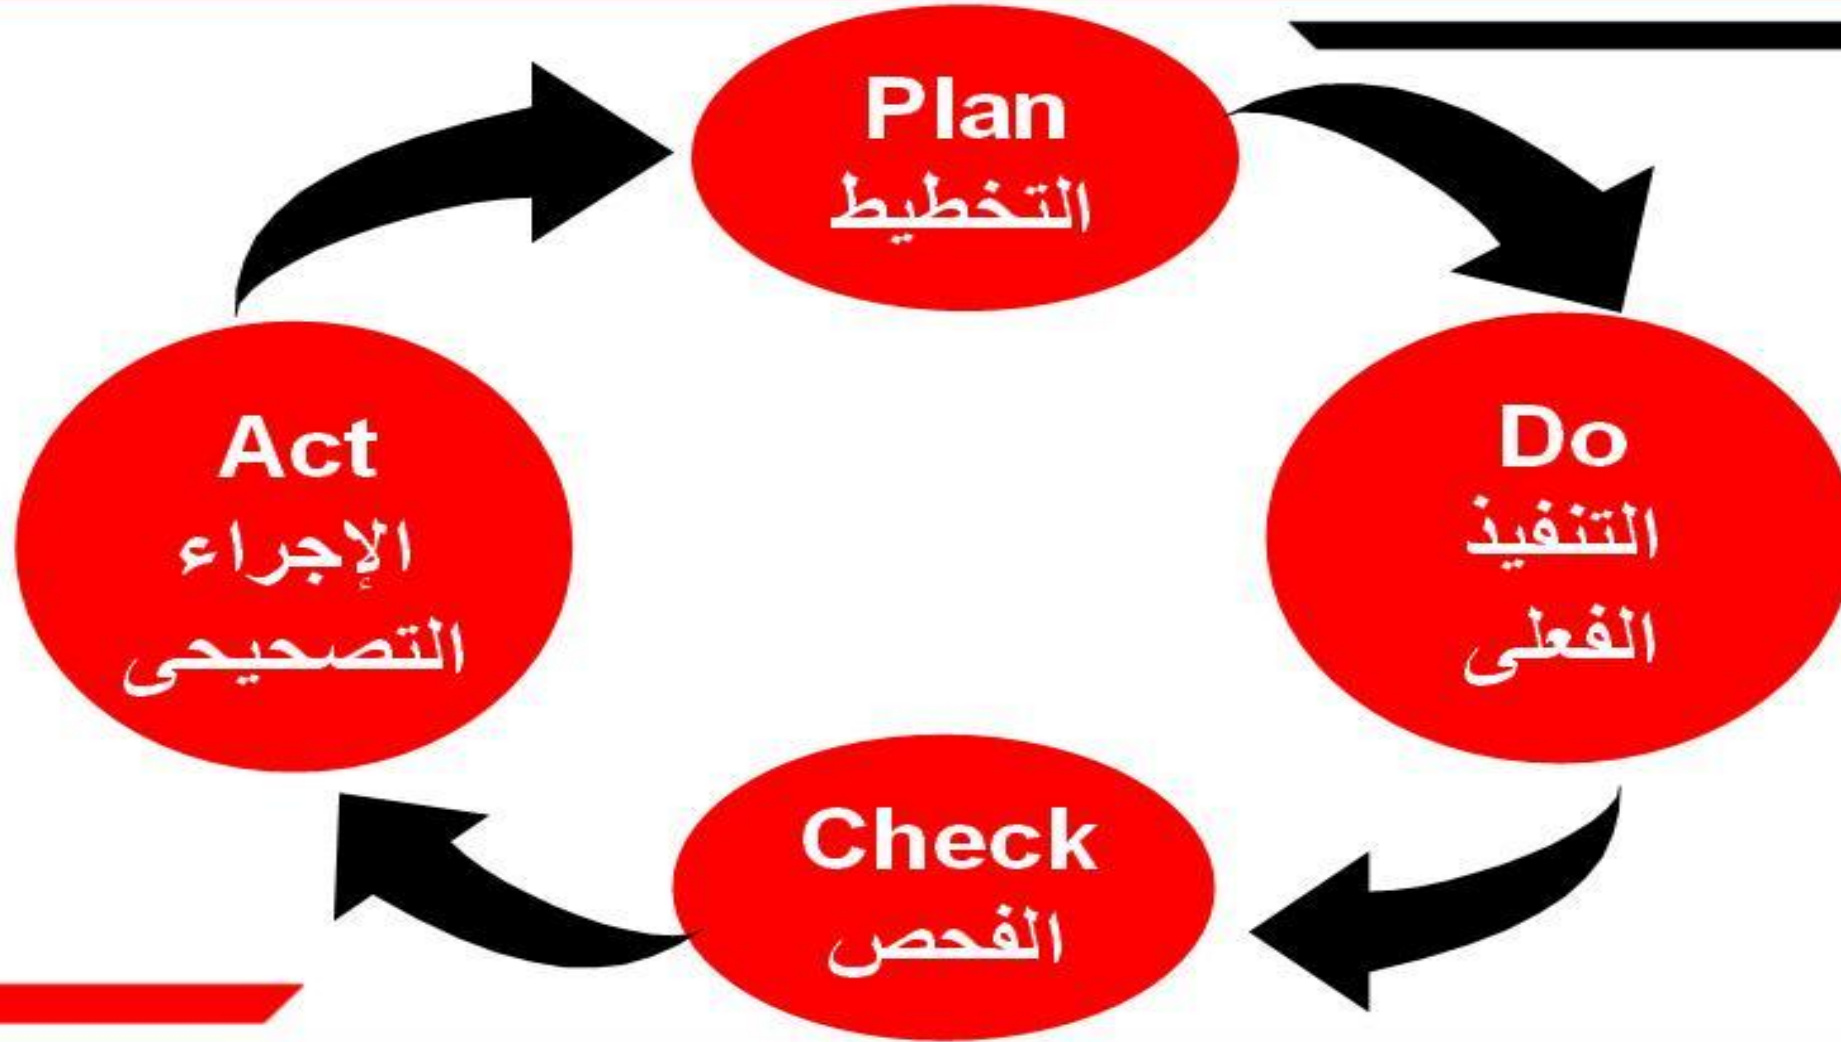 Plan
التخطيط
Do
التنفيذ
الفعلى
Check
الفحص
Act
الإجراء
التصحيحى